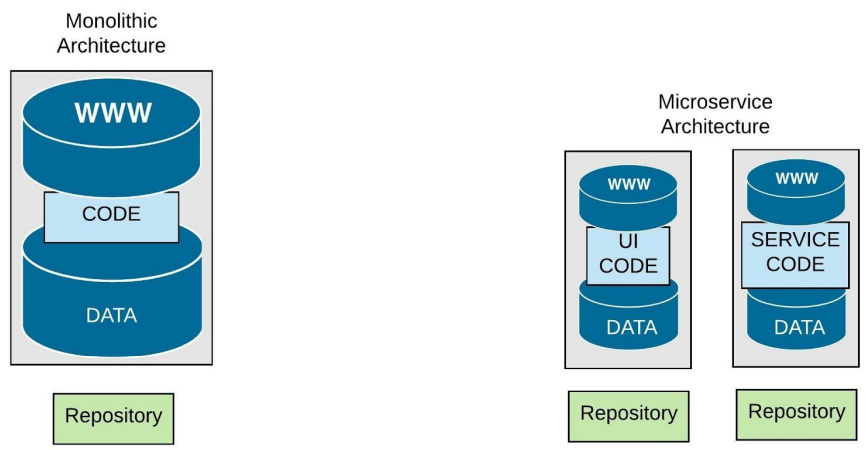 Monolithic
Architecture
WWW
CODE
DATA
Repository
Microservice
Architecture
WWW
UI
CODE
DATA
Repository
WWW
SERVICE
CODE
DATA
Repository